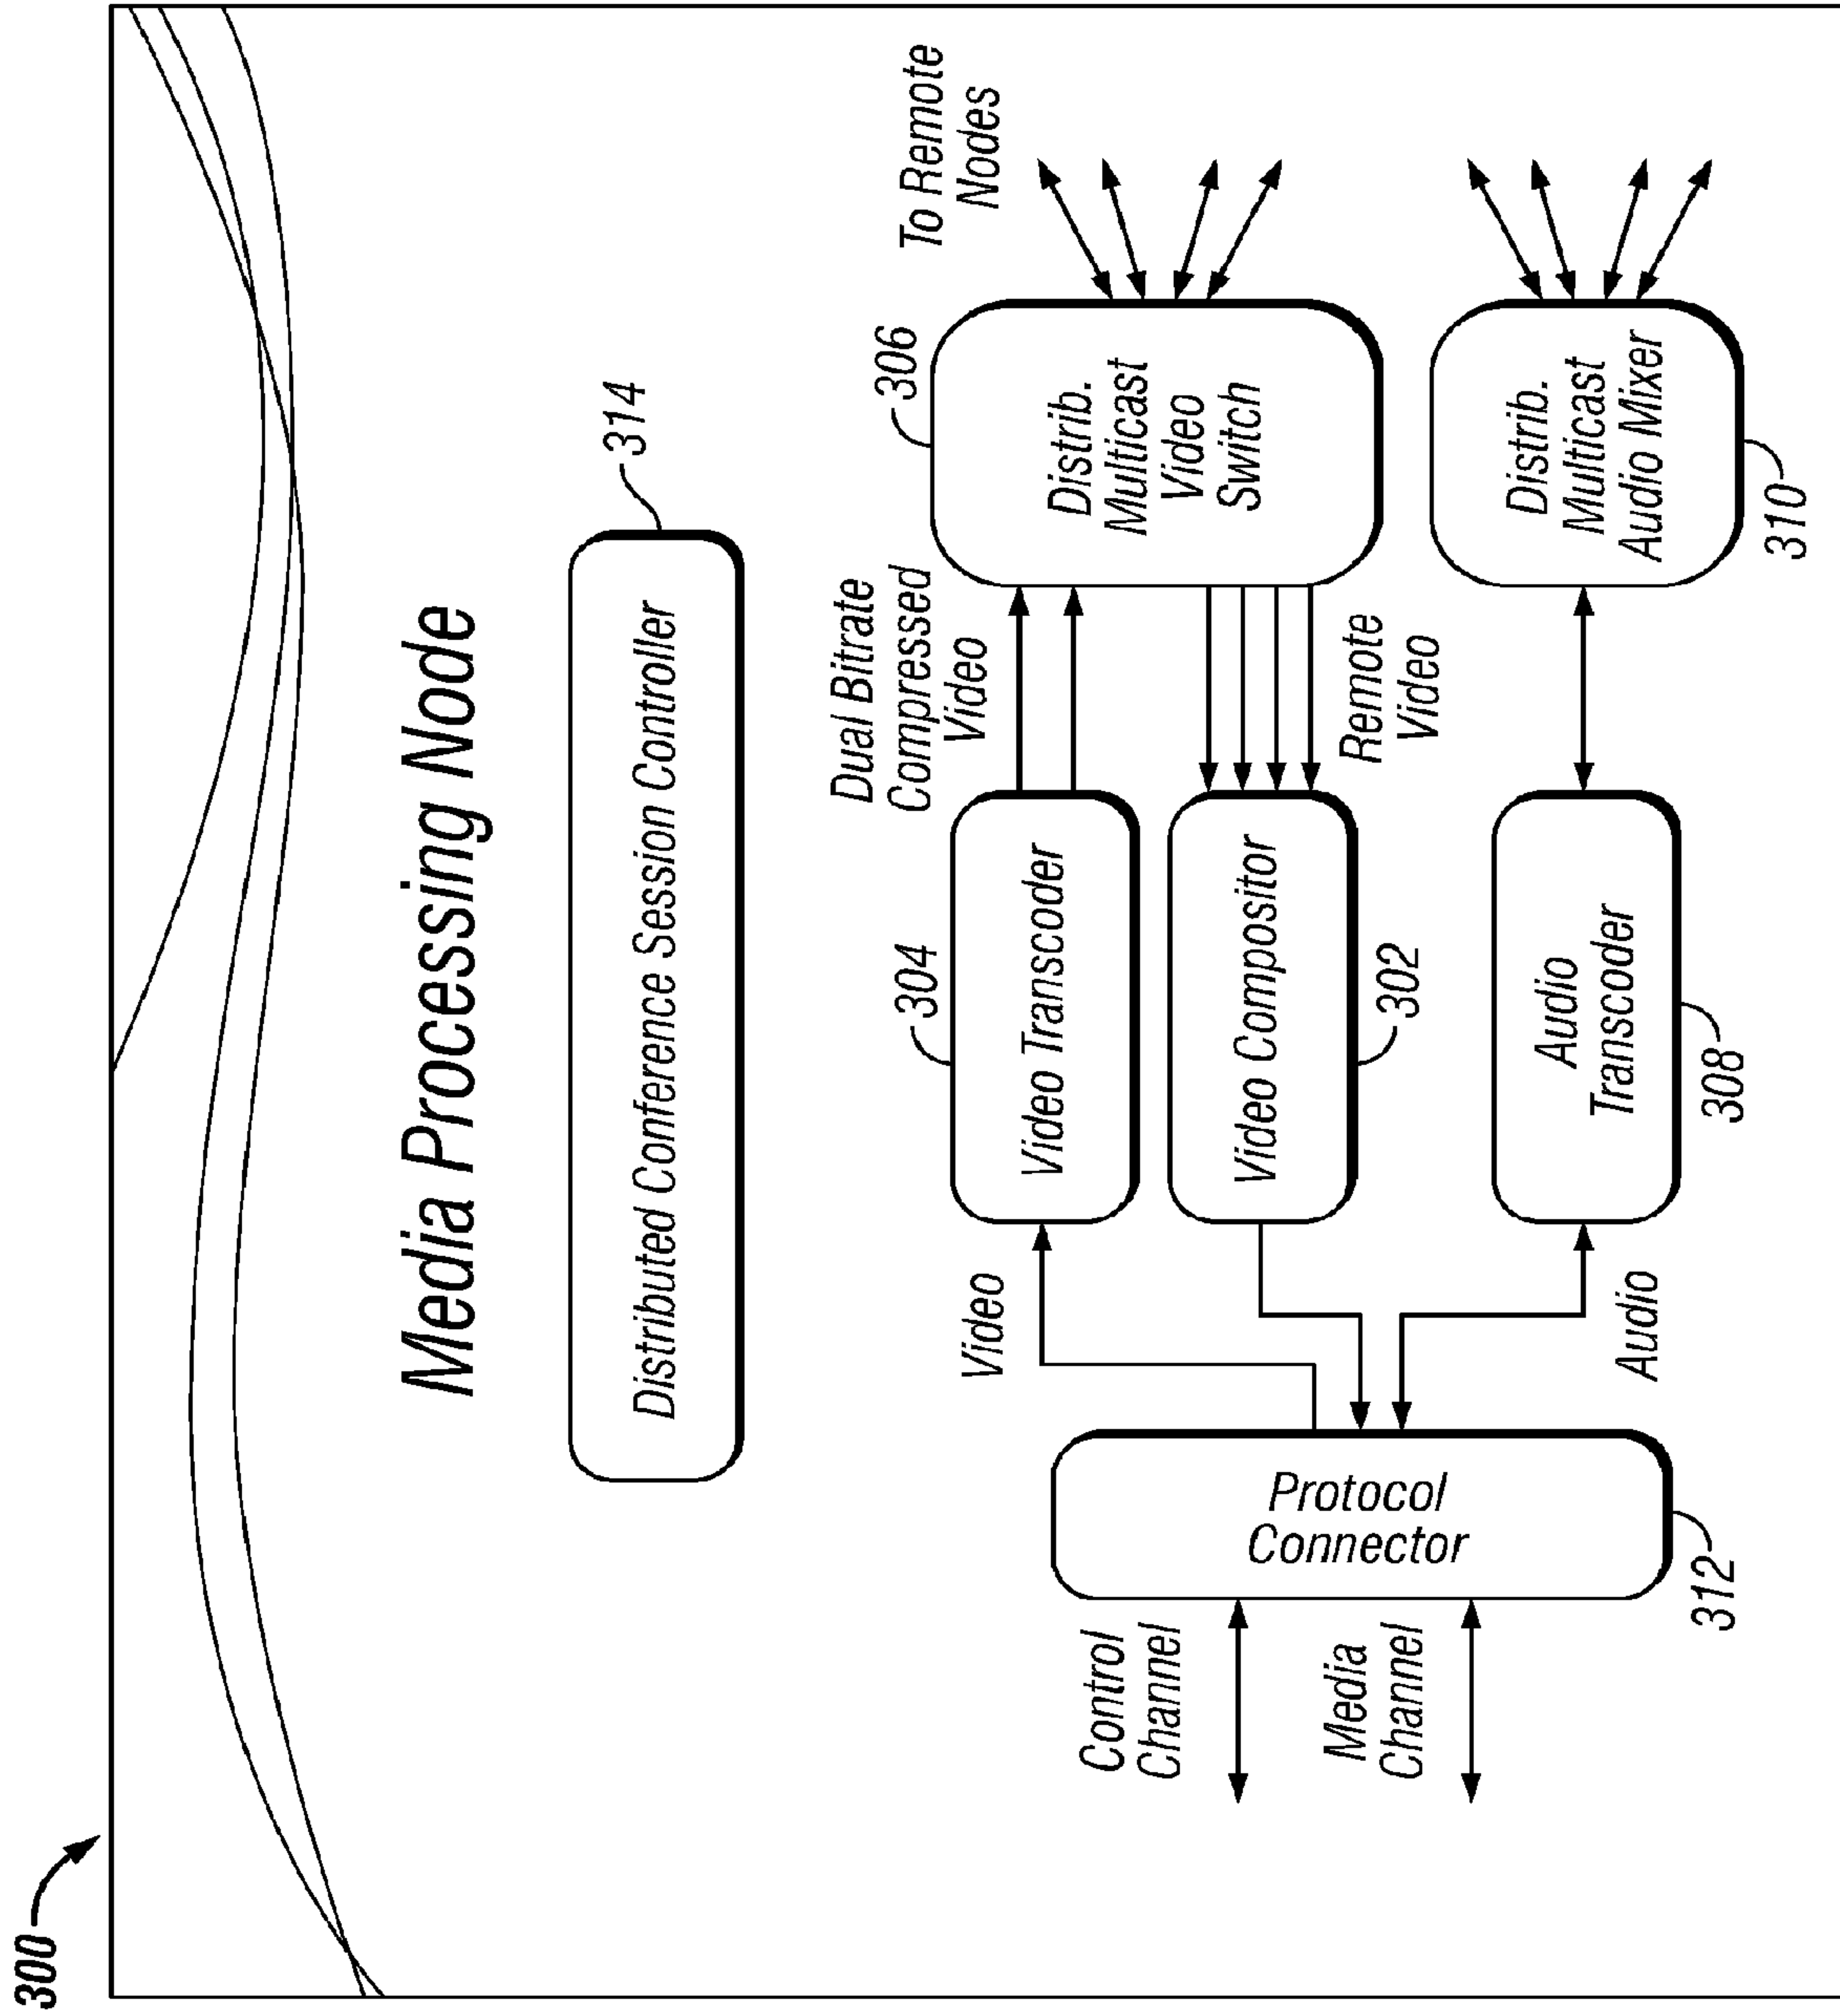 300
Media Processing Node
314
Distributed Conference Session Controller
To Remote
Nodes
306
Dual Bitrate
Compressed
Video
304
Video
Video Transcoder
Distrib.
Multicast
Video
Switch
Control
Channel
Protocol
Connector
Video Compositor
302
Remote
Video
Media
Channel
312
Audio
Audio
Transcoder
308
Distrib.
Multicast
Audio Mixer
310